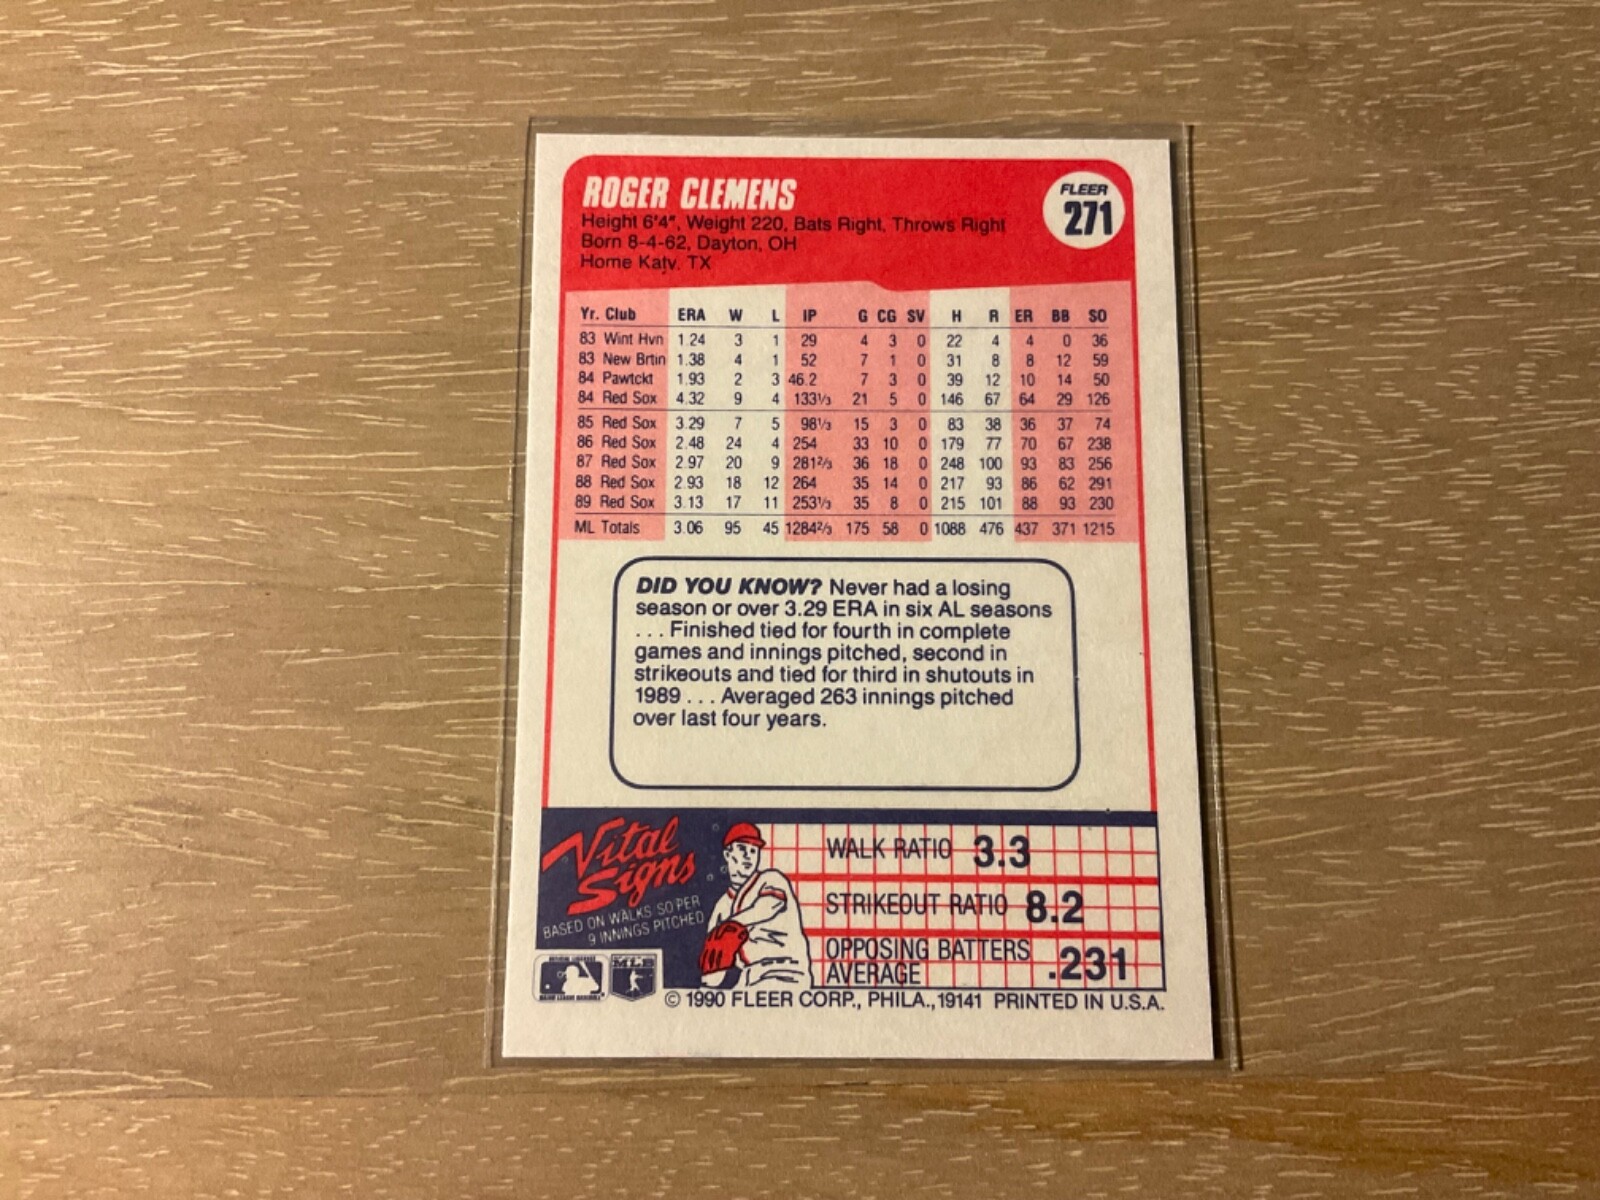 ROGER CLEMENS
FLEER
271
Height 6'4", Weight 220, Bats Right, Throws Right
Born 8-4-62, Dayton, OH
Home Katy, TX
Yr. Club ERA W L IP G CG SV H R ER BB SO
83 Wint Hvn 1.24 3 1 29 4 3 0 22 4 4 0 36
83 New Brtin 1.38 4 1 52 7 1 0 31 8 8 12 59
84 Pawtckt 1.93 2 3 46.2 7 3 0 39 12 10 14 50
84 Red Sox 4.32 9 4 133⅓ 21 5 0 146 67 64 29 126
85 Red Sox 3.29 7 5 98⅓ 15 3 0 83 38 36 37 74
86 Red Sox 2.48 24 4 254 33 10 0 179 77 70 67 238
87 Red Sox 2.97 20 9 281⅔ 36 18 0 248 100 93 83 256
88 Red Sox 2.93 18 12 264 35 14 0 217 93 86 62 291
89 Red Sox 3.13 17 11 253⅓ 35 8 0 215 101 88 93 230
ML Totals 3.06 95 45 1284⅔ 175 58 0 1088 476 437 371 1215
DID YOU KNOW? Never had a losing
season or over 3.29 ERA in six AL seasons
. . . Finished tied for fourth in complete
games and innings pitched, second in
strikeouts and tied for third in shutouts in
1989 . . . Averaged 263 innings pitched
over last four years.
Vital
Signs
BASED ON WALKS SO PER
9 INNINGS PITCHED
WALK RATIO 3.3
STRIKEOUT RATIO 8.2
OPPOSING BATTERS
AVERAGE .231
MLB
© 1990 FLEER CORP., PHILA., 19141 PRINTED IN U.S.A.